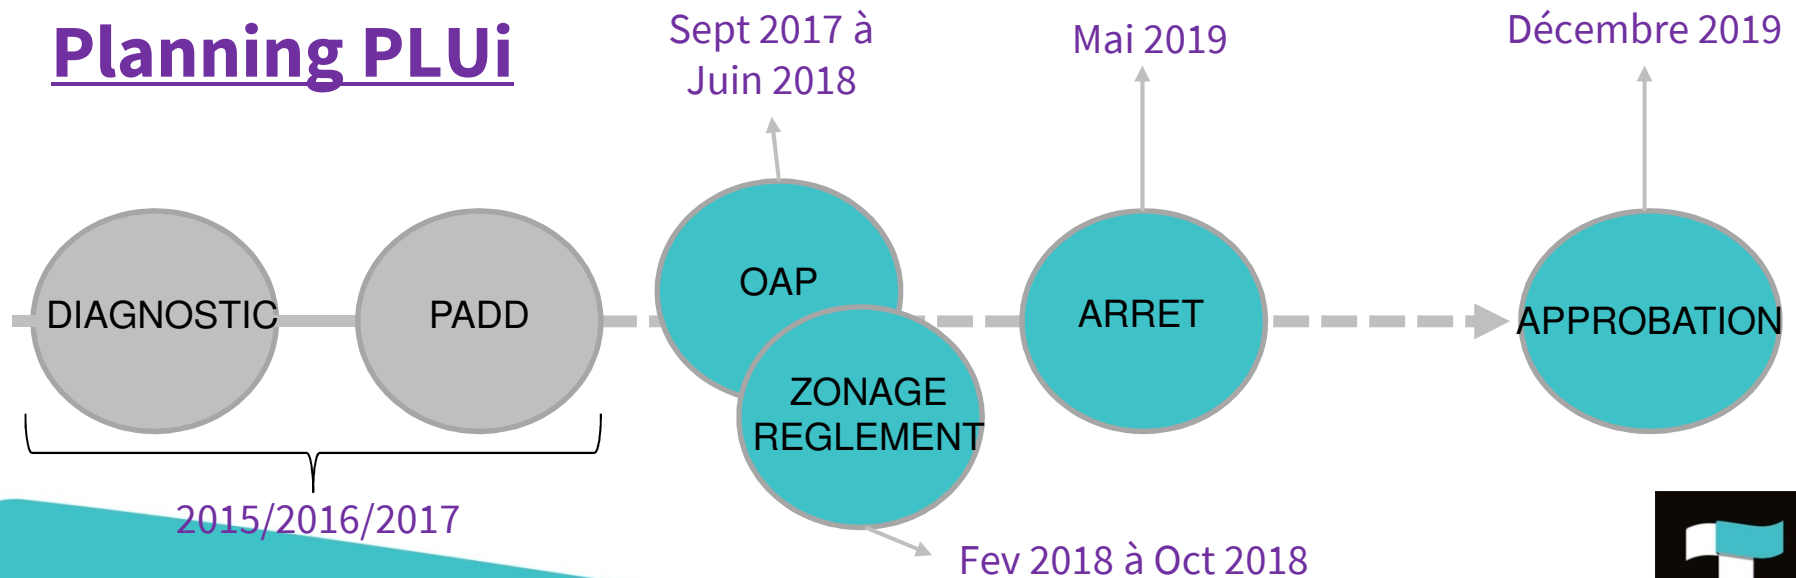 Planning PLUi
Sept 2017 à
Juin 2018
Mai 2019
Décembre 2019
DIAGNOSTIC
PADD
OAP
ZONAGE
REGLEMENT
ARRET
APPROBATION
2015/2016/2017
Fev 2018 à Oct 2018